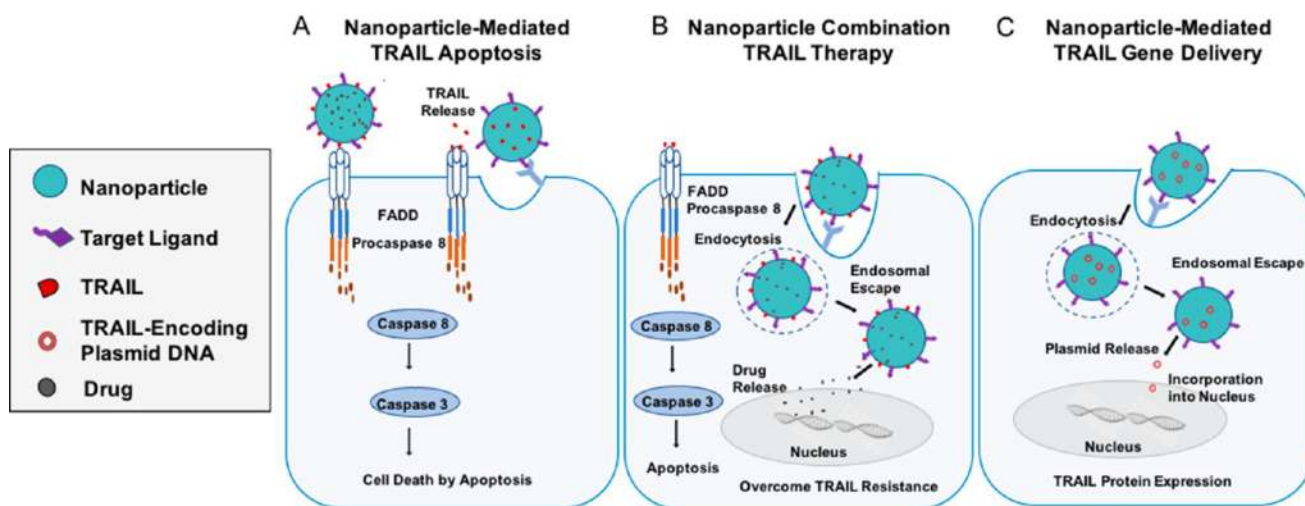 A
Nanoparticle-Mediated
TRAIL Apoptosis
B
Nanoparticle Combination
TRAIL Therapy
C
Nanoparticle-Mediated
TRAIL Gene Delivery
Nanoparticle
Target Ligand
TRAIL
TRAIL-Encoding
Plasmid DNA
Drug
TRAIL
Release
FADD
Procaspase 8
Caspase 8
Caspase 3
Cell Death by Apoptosis
FADD
Procaspase 8
Endocytosis
Endosomal
Escape
Caspase 8
Drug
Release
Caspase 3
Nucleus
Apoptosis
Overcome TRAIL Resistance
Endocytosis
Endosomal Escape
Plasmid Release
Incorporation
into Nucleus
Nucleus
TRAIL Protein Expression